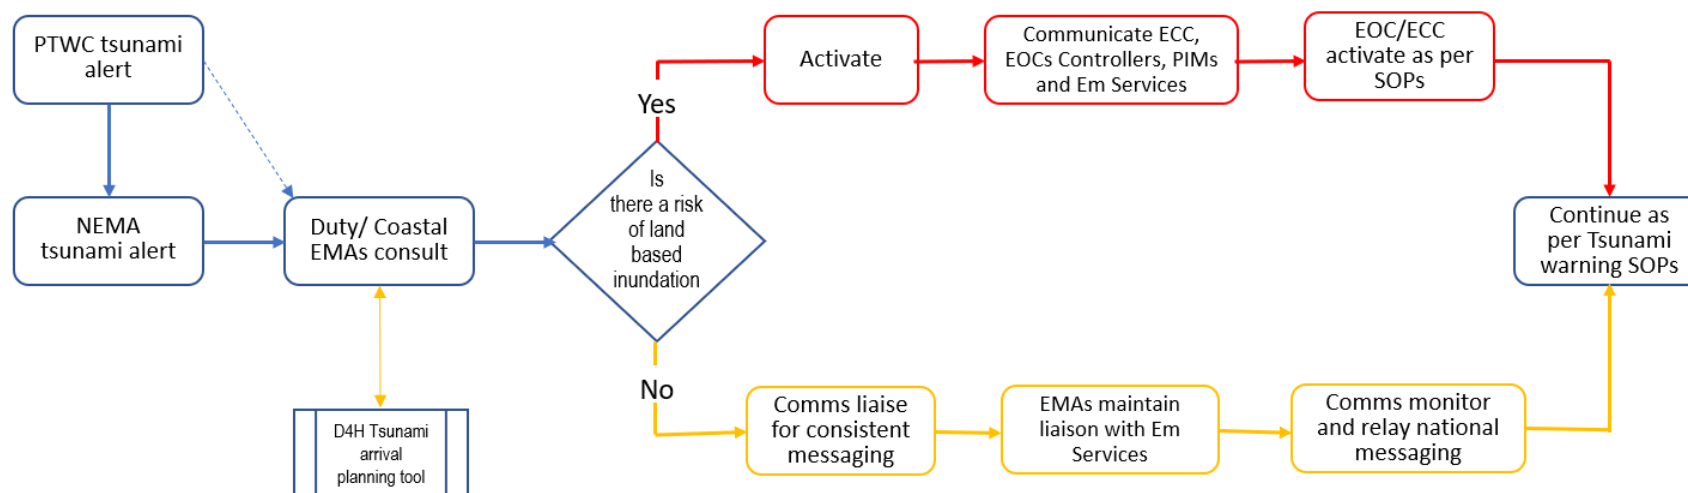 PTWC tsunami
alert
NEMA
tsunami alert
Duty/ Coastal
EMAs consult
D4H Tsunami
arrival
planning tool
Is
there a risk
of land
based
inundation
Yes
Activate
Communicate ECC,
EOCs Controllers, PIMs
and Em Services
EOC/ECC
activate as per
SOPs
No
Comms liaise
for consistent
messaging
EMAs maintain
liaison with Em
Services
Comms monitor
and relay national
messaging
Continue as
per Tsunami
warning SOPs